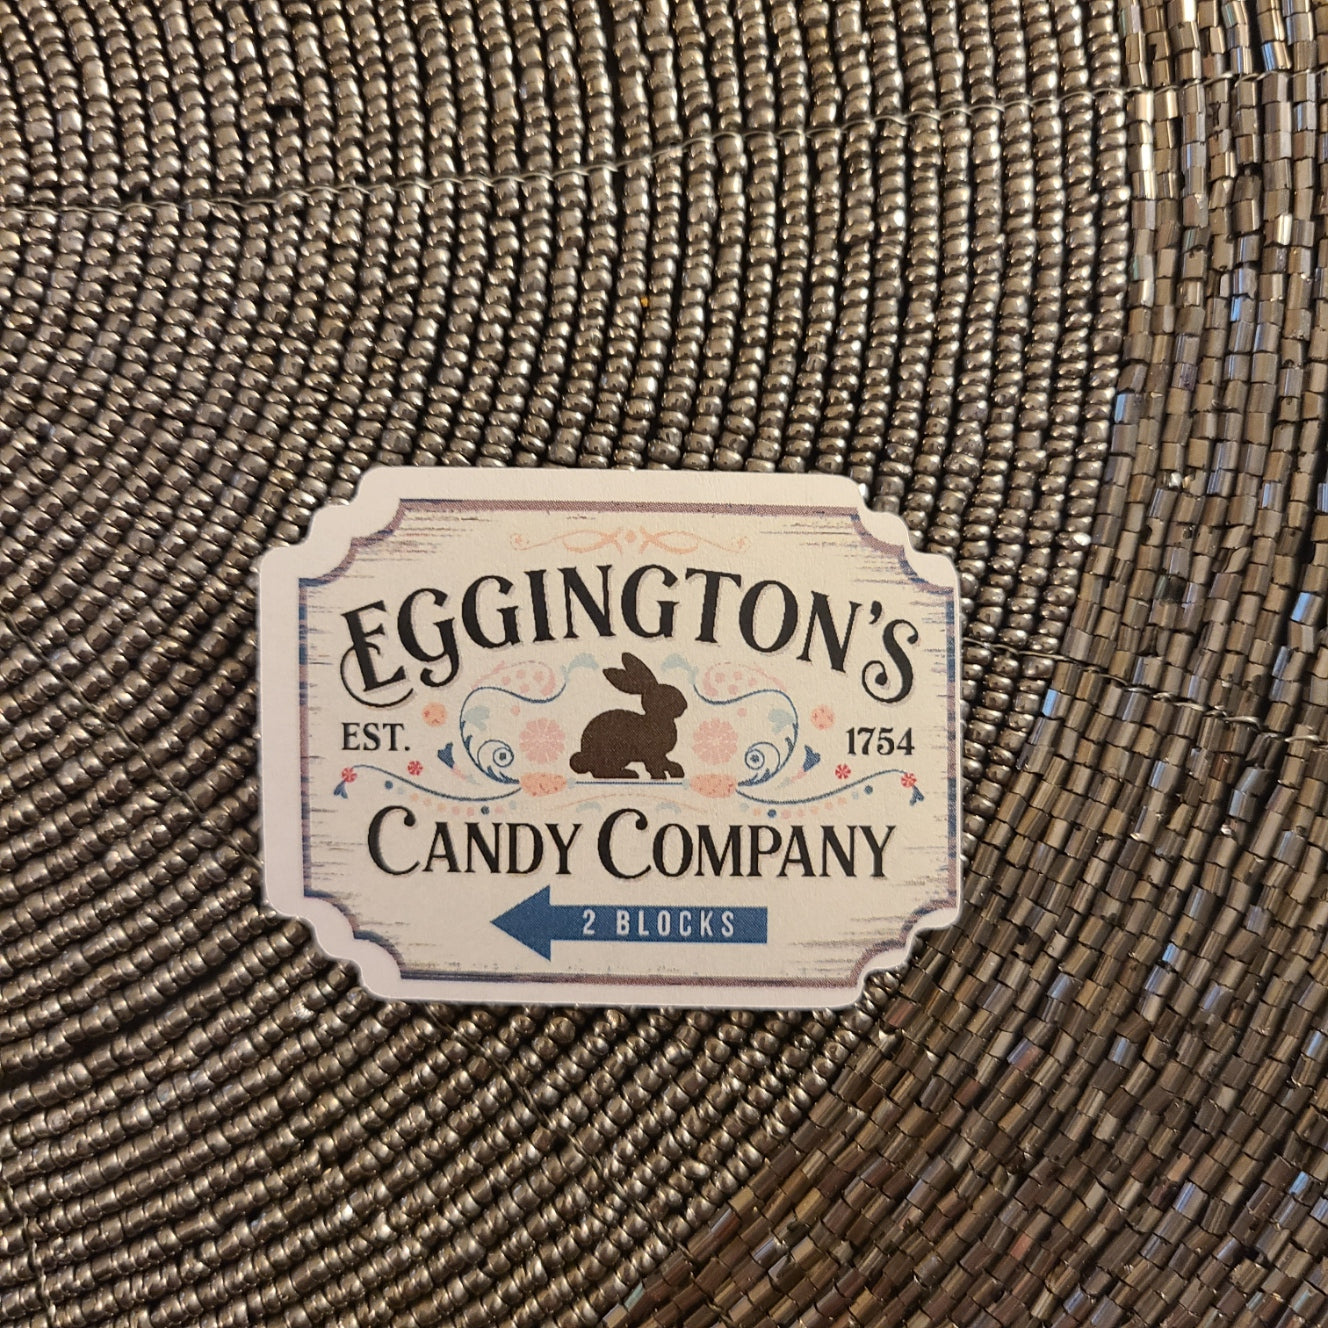 EGGINGTON'S
EST. 1754
CANDY COMPANY
2 BLOCKS